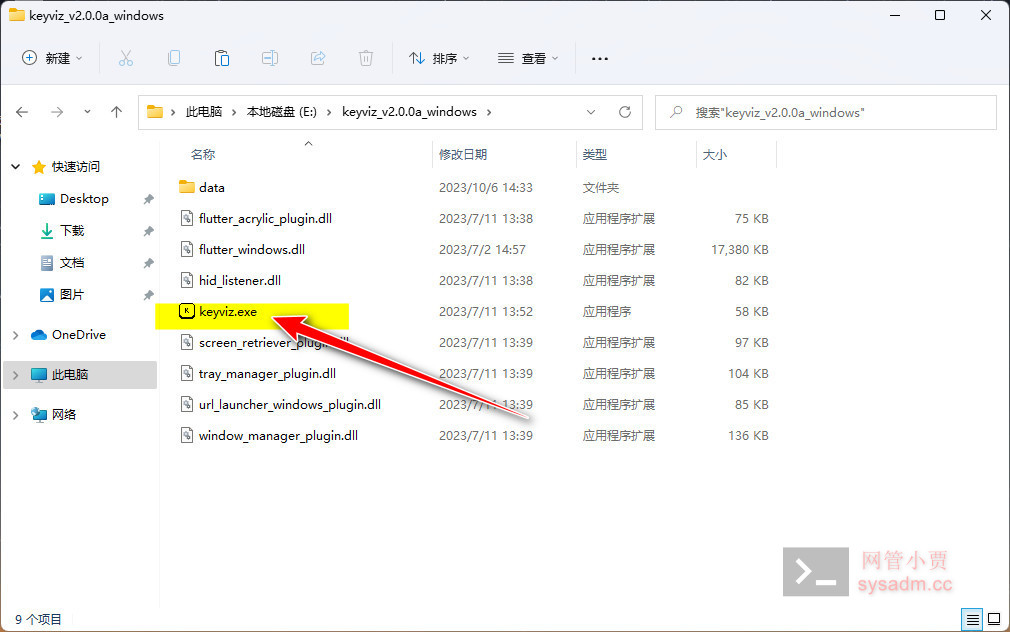 keyviz_v2.0.0a_windows
新建 排序 查看
此电脑 本地磁盘 (E:) keyviz_v2.0.0a_windows 搜索"keyviz_v2.0.0a_windows"
名称 修改日期 类型 大小
快速访问
Desktop
下载
文档
图片
OneDrive
此电脑
网络
data 2023/10/6 14:33 文件夹
flutter_acrylic_plugin.dll 2023/7/11 13:38 应用程序扩展 75 KB
flutter_windows.dll 2023/7/2 14:57 应用程序扩展 17,380 KB
hid_listener.dll 2023/7/11 13:38 应用程序扩展 82 KB
K keyviz.exe 2023/7/11 13:52 应用程序 58 KB
screen_retriever_plugin.dll 2023/7/11 13:39 应用程序扩展 97 KB
tray_manager_plugin.dll 2023/7/11 13:39 应用程序扩展 104 KB
url_launcher_windows_plugin.dll 2023/7/11 13:39 应用程序扩展 85 KB
window_manager_plugin.dll 2023/7/11 13:39 应用程序扩展 136 KB
网管小贾
sysadm.cc
9 个项目